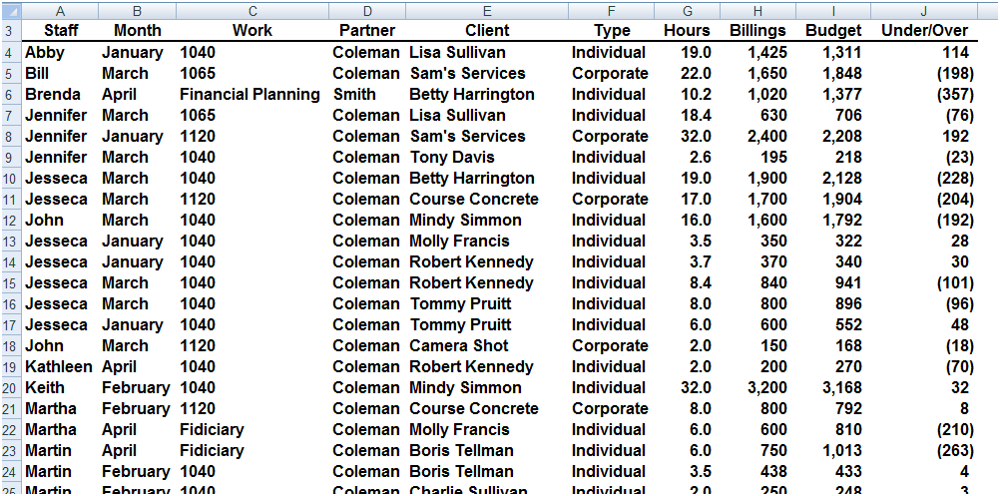 A B C D E F G H I J
3 Staff Month Work Partner Client Type Hours Billings Budget Under/Over
4 Abby January 1040 Coleman Lisa Sullivan Individual 19.0 1,425 1,311 114
5 Bill March 1065 Coleman Sam's Services Corporate 22.0 1,650 1,848 (198)
6 Brenda April Financial Planning Smith Betty Harrington Individual 10.2 1,020 1,377 (357)
7 Jennifer March 1065 Coleman Lisa Sullivan Individual 18.4 630 706 (76)
8 Jennifer January 1120 Coleman Sam's Services Corporate 32.0 2,400 2,208 192
9 Jennifer March 1040 Coleman Tony Davis Individual 2.6 195 218 (23)
10 Jesseca March 1040 Coleman Betty Harrington Individual 19.0 1,900 2,128 (228)
11 Jesseca March 1120 Coleman Course Concrete Corporate 17.0 1,700 1,904 (204)
12 John March 1040 Coleman Mindy Simmon Individual 16.0 1,600 1,792 (192)
13 Jesseca January 1040 Coleman Molly Francis Individual 3.5 350 322 28
14 Jesseca January 1040 Coleman Robert Kennedy Individual 3.7 370 340 30
15 Jesseca March 1040 Coleman Robert Kennedy Individual 8.4 840 941 (101)
16 Jesseca March 1040 Coleman Tommy Pruitt Individual 8.0 800 896 (96)
17 Jesseca January 1040 Coleman Tommy Pruitt Individual 6.0 600 552 48
18 John March 1120 Coleman Camera Shot Corporate 2.0 150 168 (18)
19 Kathleen April 1040 Coleman Robert Kennedy Individual 2.0 200 270 (70)
20 Keith February 1040 Coleman Mindy Simmon Individual 32.0 3,200 3,168 32
21 Martha February 1120 Coleman Course Concrete Corporate 8.0 800 792 8
22 Martha April Fidiciary Coleman Molly Francis Individual 6.0 600 810 (210)
23 Martin April Fidiciary Coleman Boris Tellman Individual 6.0 750 1,013 (263)
24 Martin February 1040 Coleman Boris Tellman Individual 3.5 438 433 4
25 Martin February 1040 Coleman Charlie Sullivan Individual 2.0 250 248 3